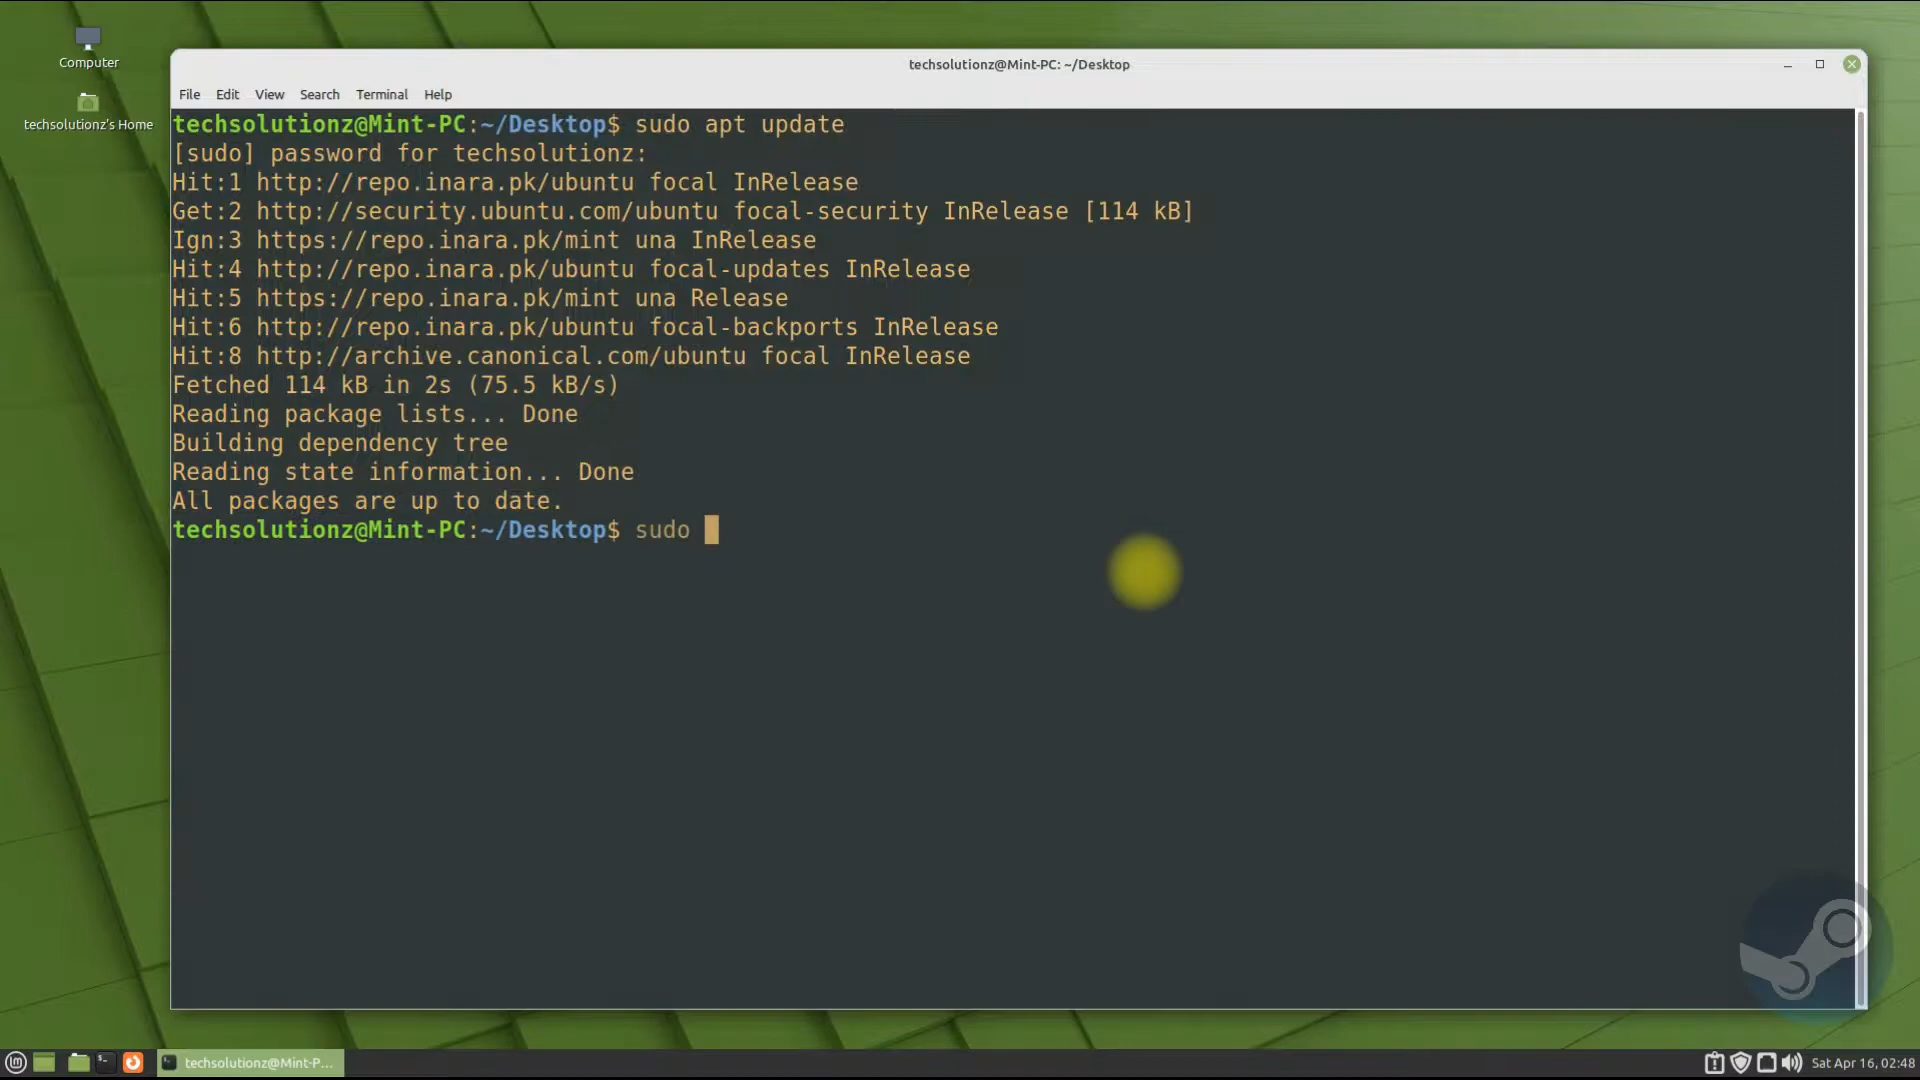 Computer
techsolutionz's Home
techsolutionz@Mint-PC: ~/Desktop
File Edit View Search Terminal Help
techsolutionz@Mint-PC:~/Desktop$ sudo apt update
[sudo] password for techsolutionz:
Hit:1 http://repo.inara.pk/ubuntu focal InRelease
Get:2 http://security.ubuntu.com/ubuntu focal-security InRelease [114 kB]
Ign:3 https://repo.inara.pk/mint una InRelease
Hit:4 http://repo.inara.pk/ubuntu focal-updates InRelease
Hit:5 https://repo.inara.pk/mint una Release
Hit:6 http://repo.inara.pk/ubuntu focal-backports InRelease
Hit:8 http://archive.canonical.com/ubuntu focal InRelease
Fetched 114 kB in 2s (75.5 kB/s)
Reading package lists... Done
Building dependency tree
Reading state information... Done
All packages are up to date.
techsolutionz@Mint-PC:~/Desktop$ sudo
techsolutionz@Mint-P...
Sat Apr 16, 02:48